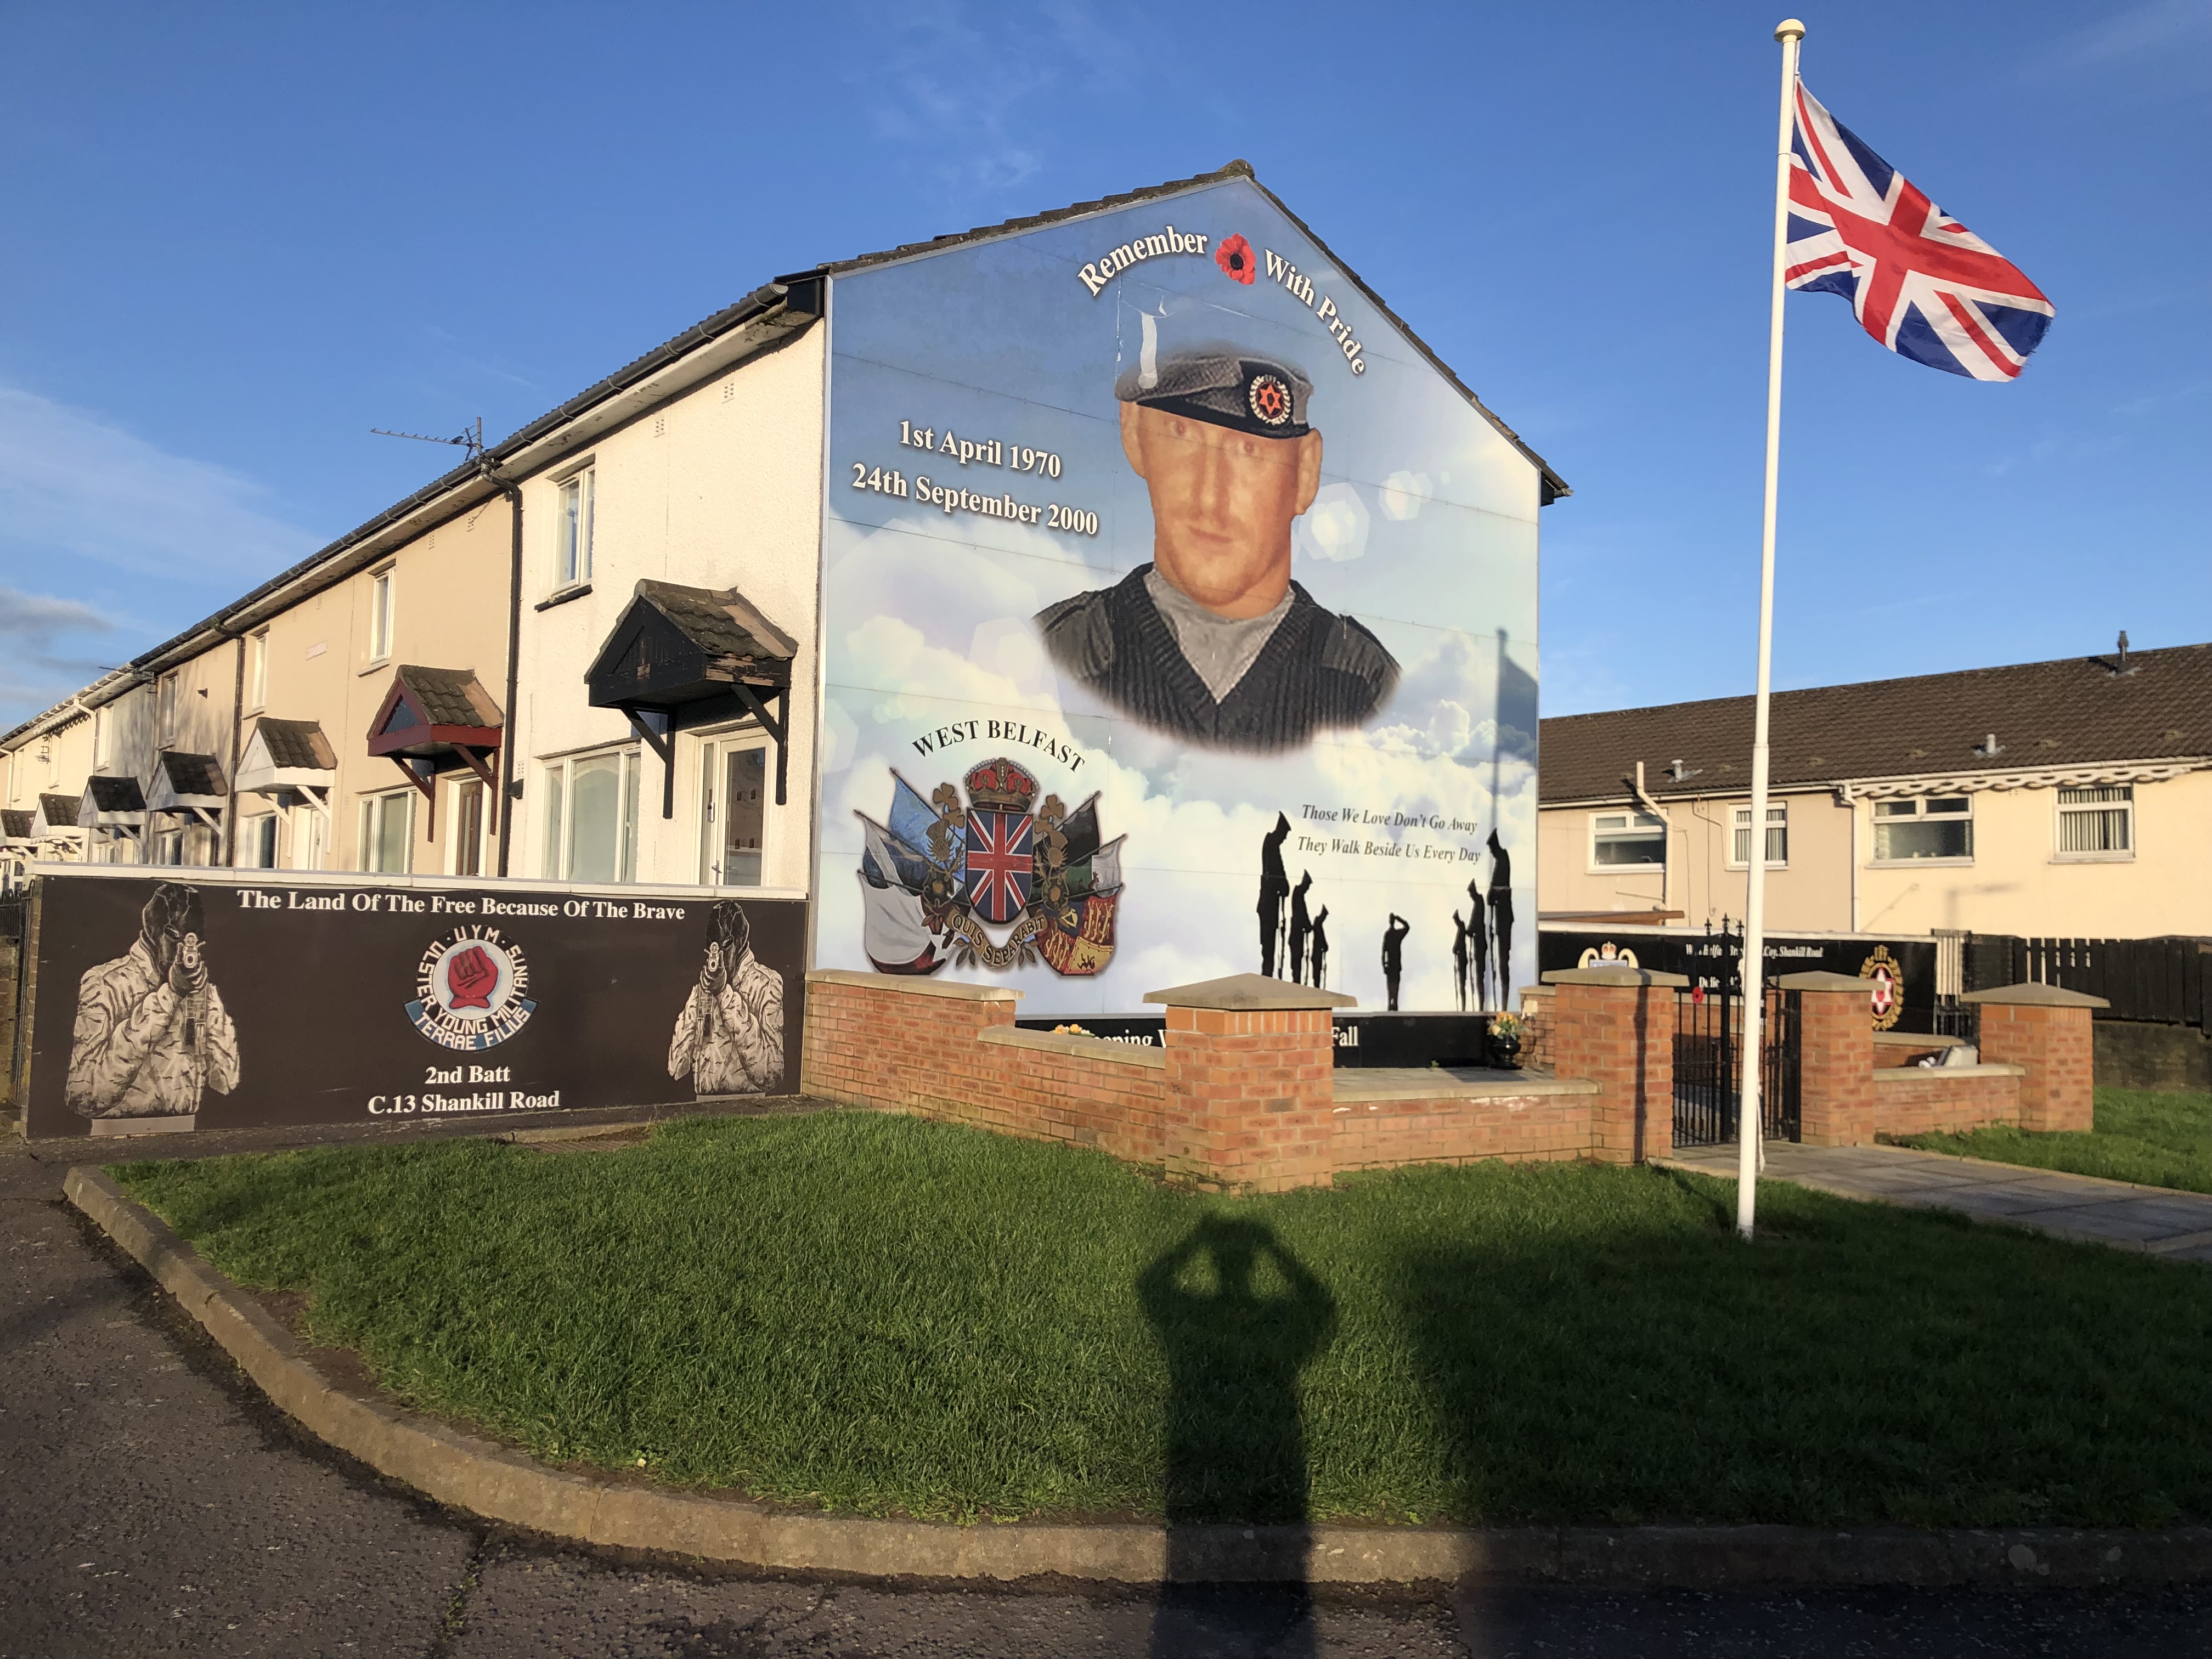 Remember With Pride
1st April 1970
24th September 2000
WEST BELFAST
QUIS SEPARABIT
Those We Love Don't Go Away
They Walk Beside Us Every Day
The Land Of The Free Because Of The Brave
U.Y.M.
ULSTER YOUNG MILITANTS
TERRAE FILIUS
2nd Batt
C.13 Shankill Road
Fall
Coy, Shankill Road